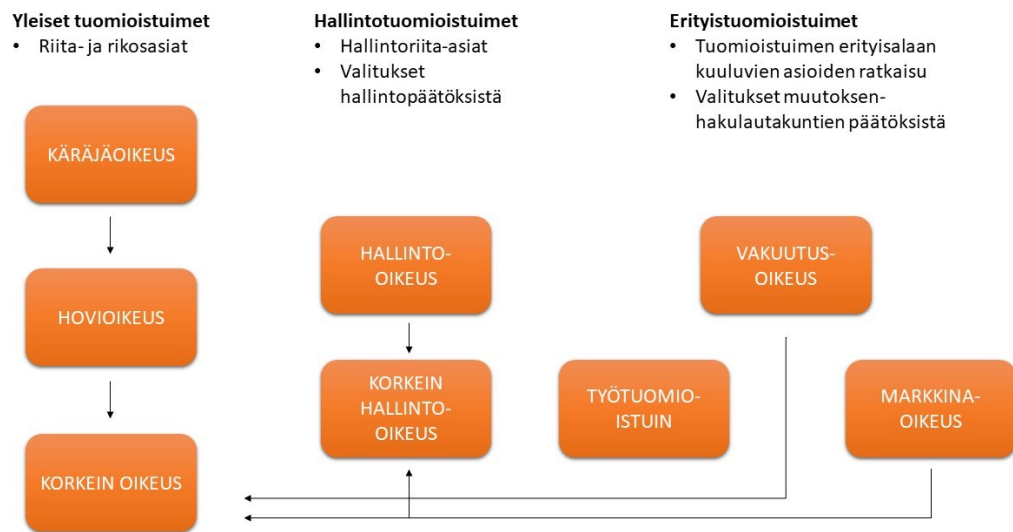 Yleiset tuomioistuimet
• Riita- ja rikosasiat
Hallintotuomioistuimet
• Hallintoriita-asiat
• Valitukset
hallintopäätöksistä
Erityistuomioistuimet
• Tuomioistuimen erityisalaan
kuuluvien asioiden ratkaisu
• Valitukset muutoksen-
hakulautakuntien päätöksistä
KÄRÄJÄOIKEUS
HOVIOIKEUS
KORKEIN OIKEUS
HALLINTO-
OIKEUS
KORKEIN
HALLINTO-
OIKEUS
VAKUUTUS-
OIKEUS
TYÖTUOMIO-
ISTUIN
MARKKINA-
OIKEUS